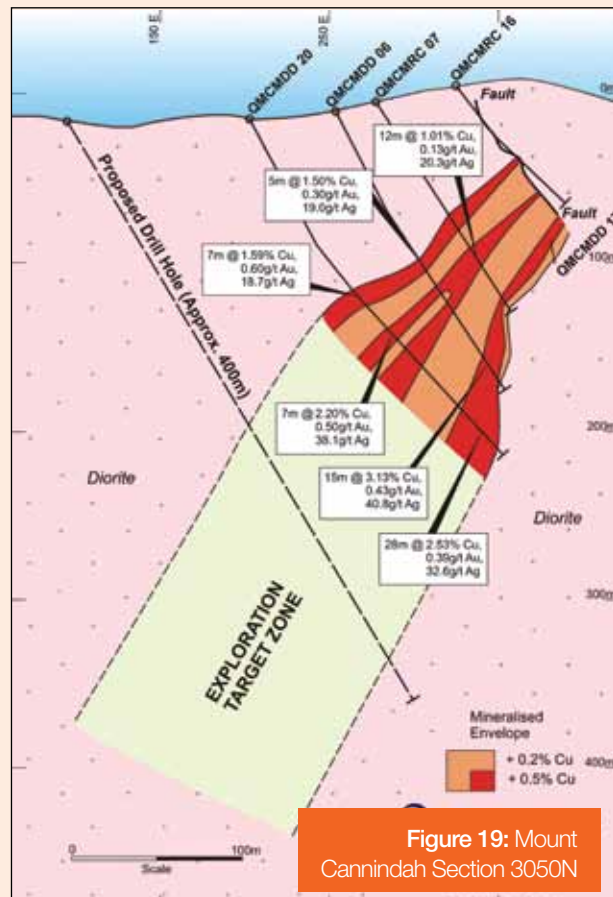 150 E
250 E
QMCMDD 20
QMCMDD 06
QMCMRC 07
QMCMRC 16
0m
Fault
12m @ 1.01% Cu,
0.13g/t Au,
20.3g/t Ag
5m @ 1.50% Cu,
0.30g/t Au,
19.0g/t Ag
Fault
QMCMDD
100m
7m @ 1.59% Cu,
0.60g/t Au,
18.7g/t Ag
Proposed Drill Hole (Approx. 400m)
7m @ 2.20% Cu,
0.50g/t Au,
38.1g/t Ag
200m
Diorite
15m @ 3.13% Cu,
0.43g/t Au,
40.8g/t Ag
Diorite
28m @ 2.53% Cu,
0.39g/t Au,
32.6g/t Ag
300m
EXPLORATION
TARGET ZONE
Mineralised
Envelope
+ 0.2% Cu
+ 0.5% Cu
400m
0
100m
Scale
Figure 19: Mount
Cannindah Section 3050N